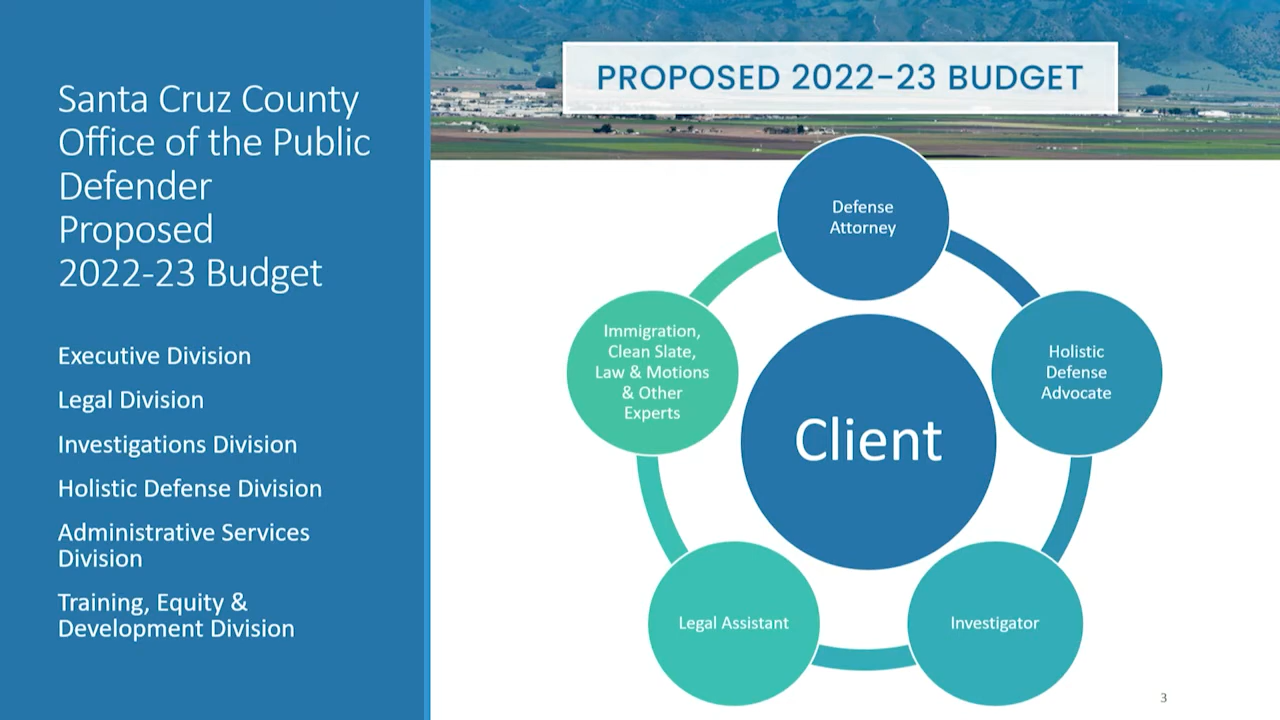 Santa Cruz County
Office of the Public
Defender
Proposed
2022-23 Budget
Executive Division
Legal Division
Investigations Division
Holistic Defense Division
Administrative Services
Division
Training, Equity &
Development Division
PROPOSED 2022-23 BUDGET
Defense
Attorney
Holistic
Defense
Advocate
Investigator
Legal Assistant
Immigration,
Clean Slate,
Law & Motions
& Other
Experts
Client
3